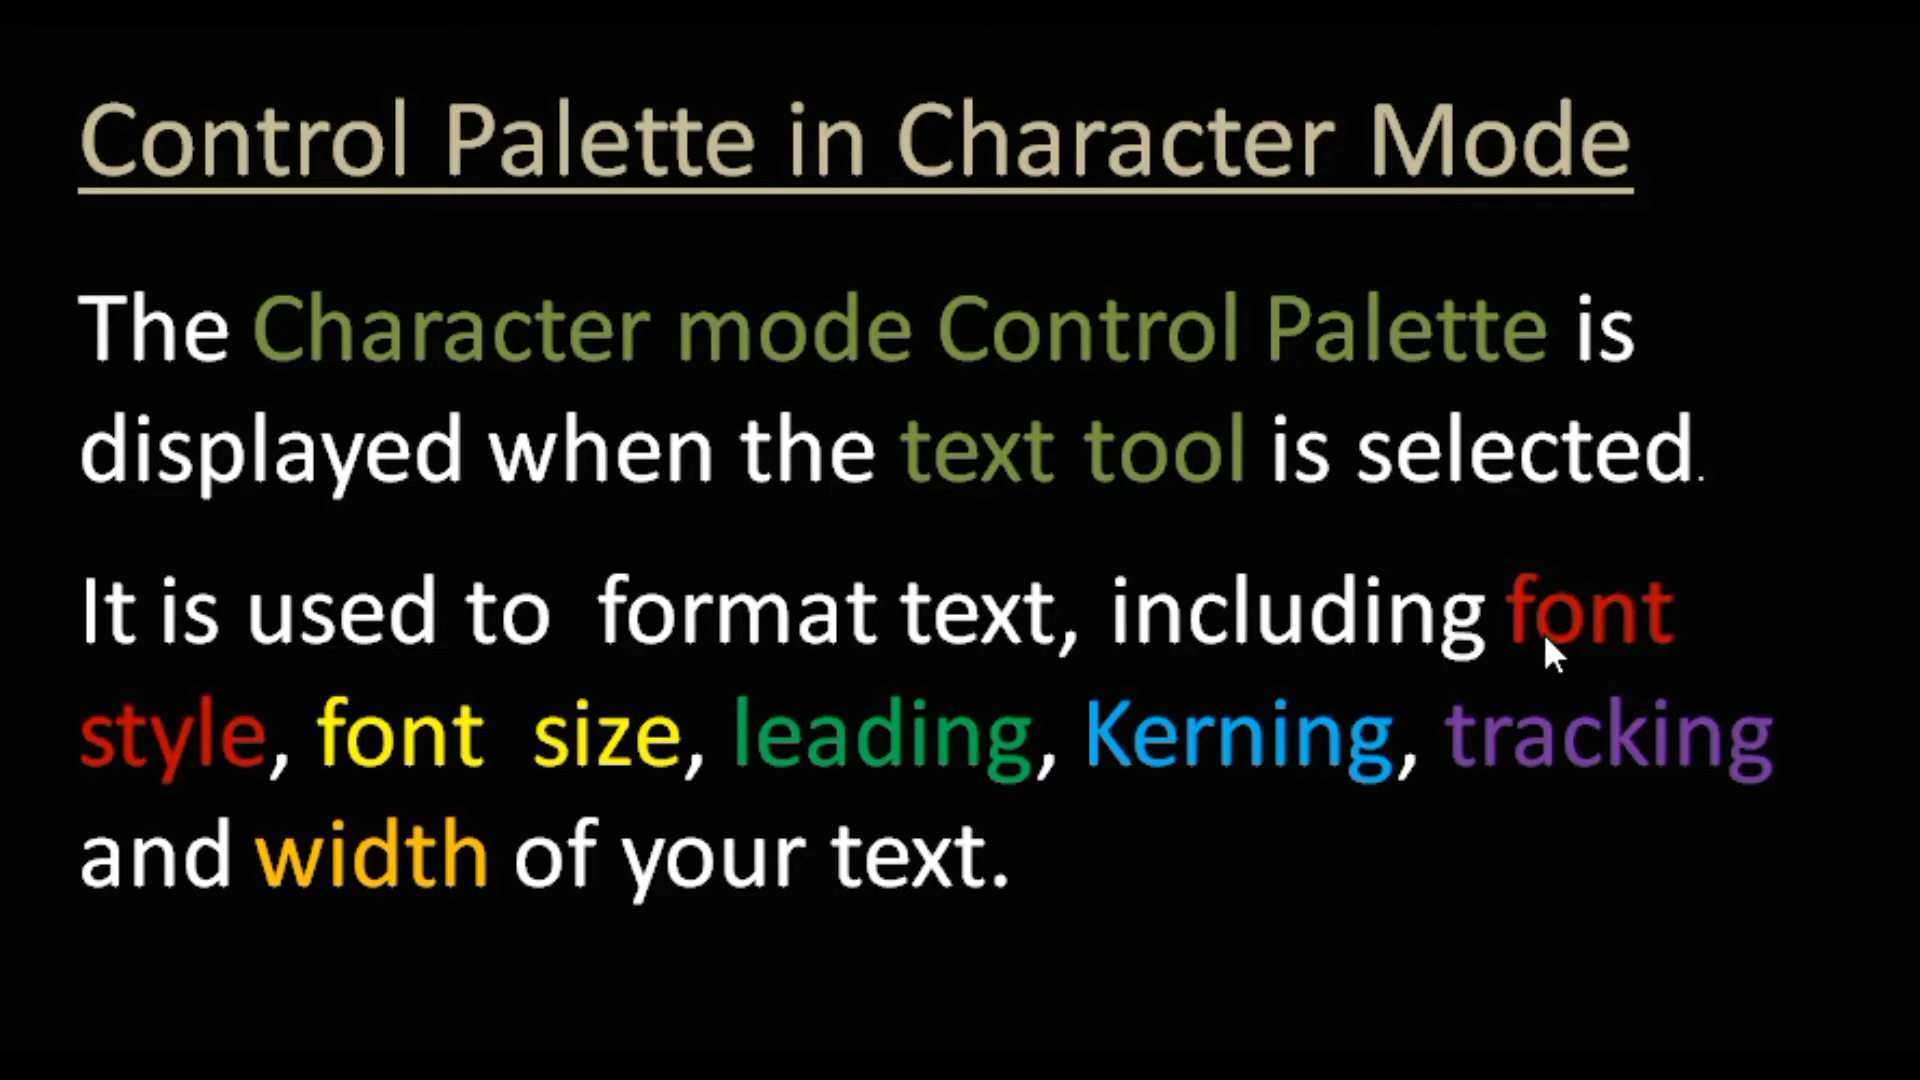 Control Palette in Character Mode
The Character mode Control Palette is
displayed when the text tool is selected.
It is used to  format text, including font
style, font  size, leading, Kerning, tracking
and width of your text.